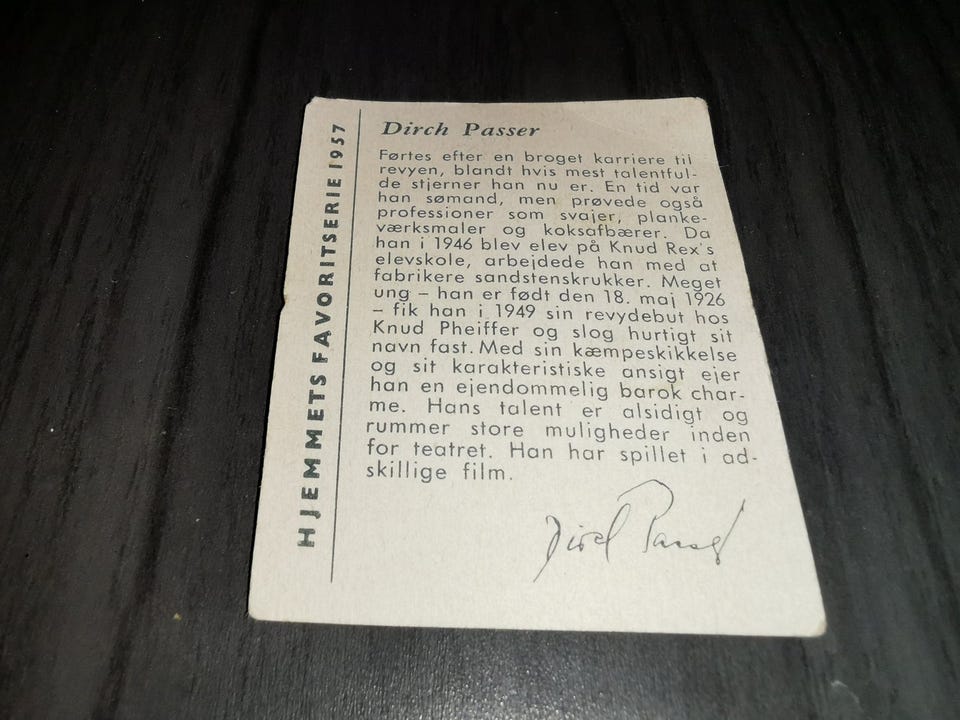 HJEMMETS FAVORITSERIE 1957
Dirch Passer
Førtes efter en broget karriere til
revyen, blandt hvis mest talentful-
de stjerner han nu er. En tid var
han sømand, men prøvede også
professioner som svajer, planke-
værksmaler og koksafbærer. Da
han i 1946 blev elev på Knud Rex's
elevskole, arbejdede han med at
fabrikere sandstenskrukker. Meget
ung – han er født den 18. maj 1926
– fik han i 1949 sin revydebut hos
Knud Pheiffer og slog hurtigt sit
navn fast. Med sin kæmpeskikkelse
og sit karakteristiske ansigt ejer
han en ejendommelig barok char-
me. Hans talent er alsidigt og
rummer store muligheder inden
for teatret. Han har spillet i ad-
skillige film.
Dirch Passer